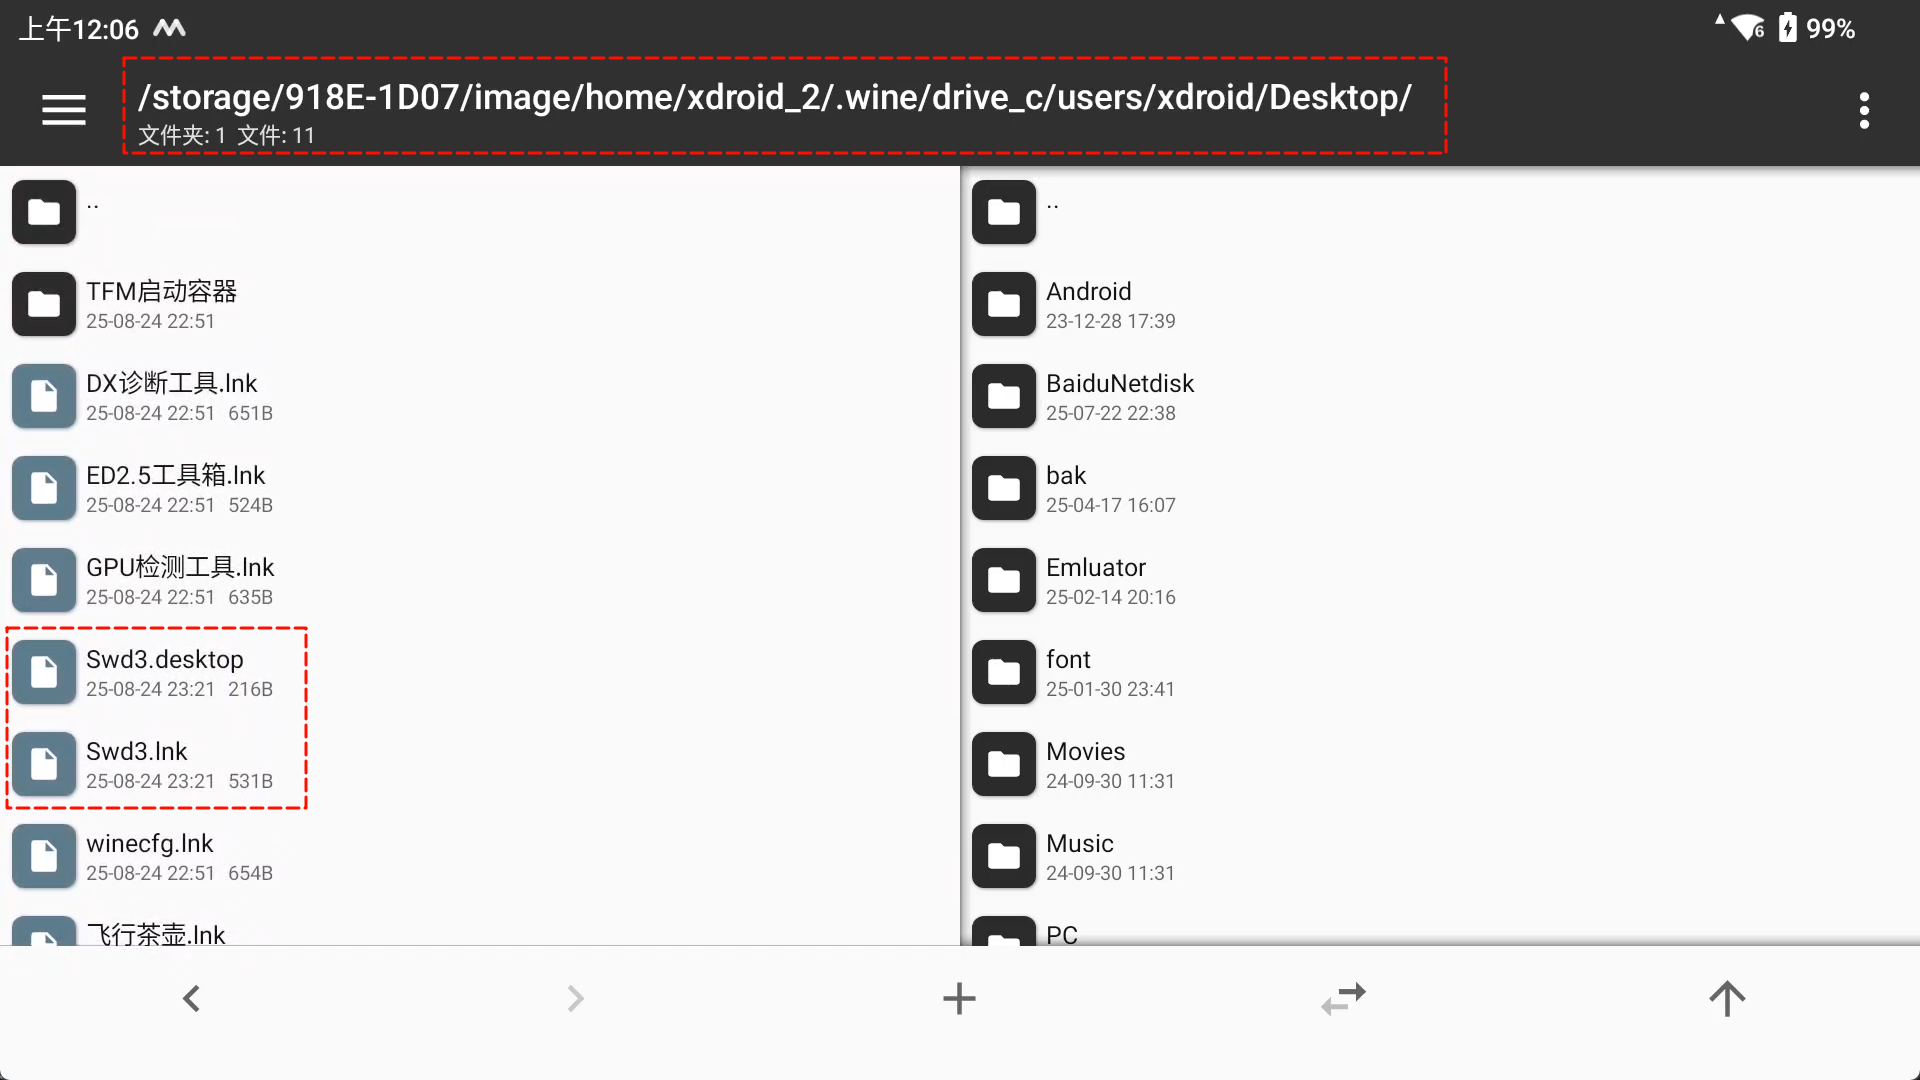 上午12:06
6
99%
/storage/918E-1D07/image/home/xdroid_2/.wine/drive_c/users/xdroid/Desktop/
文件夹: 1 文件: 11
..
TFM启动容器
25-08-24 22:51
DX诊断工具.lnk
25-08-24 22:51 651B
ED2.5工具箱.lnk
25-08-24 22:51 524B
GPU检测工具.lnk
25-08-24 22:51 635B
Swd3.desktop
25-08-24 23:21 216B
Swd3.lnk
25-08-24 23:21 531B
winecfg.lnk
25-08-24 22:51 654B
飞行茶壶.lnk
..
Android
23-12-28 17:39
BaiduNetdisk
25-07-22 22:38
bak
25-04-17 16:07
Emluator
25-02-14 20:16
font
25-01-30 23:41
Movies
24-09-30 11:31
Music
24-09-30 11:31
PC